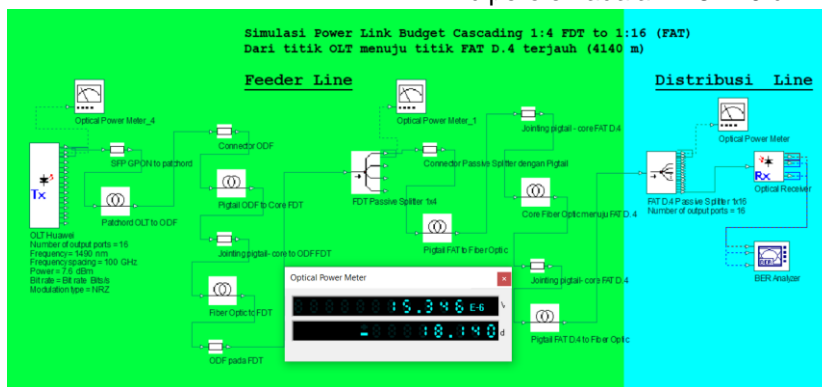 Simulasi Power Link Budget Cascading 1:4 FDT to 1:16 (FAT)
Dari titik OLT menuju titik FAT D.4 terjauh (4140 m)
Feeder Line
Distribusi Line
Optical Power Meter_4
Connector ODF
SFP GPON to patchord
Tx
Patchord OLT to ODF
Pigtail ODF to Core FDT
OLT Huawei
Number of output ports = 16
Frequency = 1490 nm
Frequency spacing = 100 GHz
Power = 7.6 dBm
Bit rate = Bit rate Bits/s
Modulation type = NRZ
Jointing pigtail- core to ODF FDT
Fiber Optic to FDT
ODF pada FDT
Optical Power Meter_1
Jointing pigtail - core FAT D.4
Connector Passive Splitter dengan Pigtail
FDT Passive Splitter 1x4
Core Fiber Optic menuju FAT D.4
Pigtail FAT to Fiber Optic
Jointing pigtail- core FAT D.4
Pigtail FAT D.4 to Fiber Optic
Optical Power Meter
15.346 E-6
- 18.140 d
Optical Power Meter
Rx
FAT D.4 Passive Splitter 1x16
Number of output ports = 16
Optical Receiver
BER Analyzer